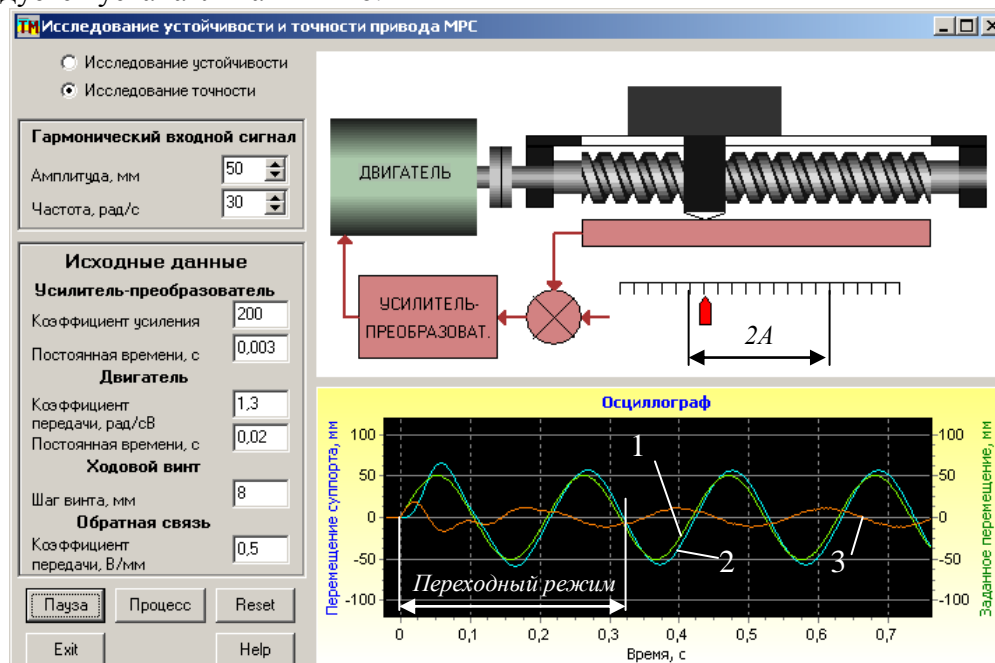 Исследование устойчивости и точности привода МРС
Исследование устойчивости
Исследование точности
Гармонический входной сигнал
Амплитуда, мм 50
Частота, рад/с 30
Исходные данные
Усилитель-преобразователь
Коэффициент усиления 200
Постоянная времени, с 0,003
Двигатель
Коэффициент
передачи, рад/сВ 1,3
Постоянная времени, с 0,02
Ходовой винт
Шаг винта, мм 8
Обратная связь
Коэффициент
передачи, В/мм 0,5
Пауза Процесс Reset
Exit Help
ДВИГАТЕЛЬ
УСИЛИТЕЛЬ-
ПРЕОБРАЗОВАТ.
2A
Осциллограф
Перемещение суппорта, мм
100 50 0 -50 -100
1
2
3
Переходный режим
100 50 0 -50 -100
Заданное перемещение, мм
0 0,1 0,2 0,3 0,4 0,5 0,6 0,7
Время, с